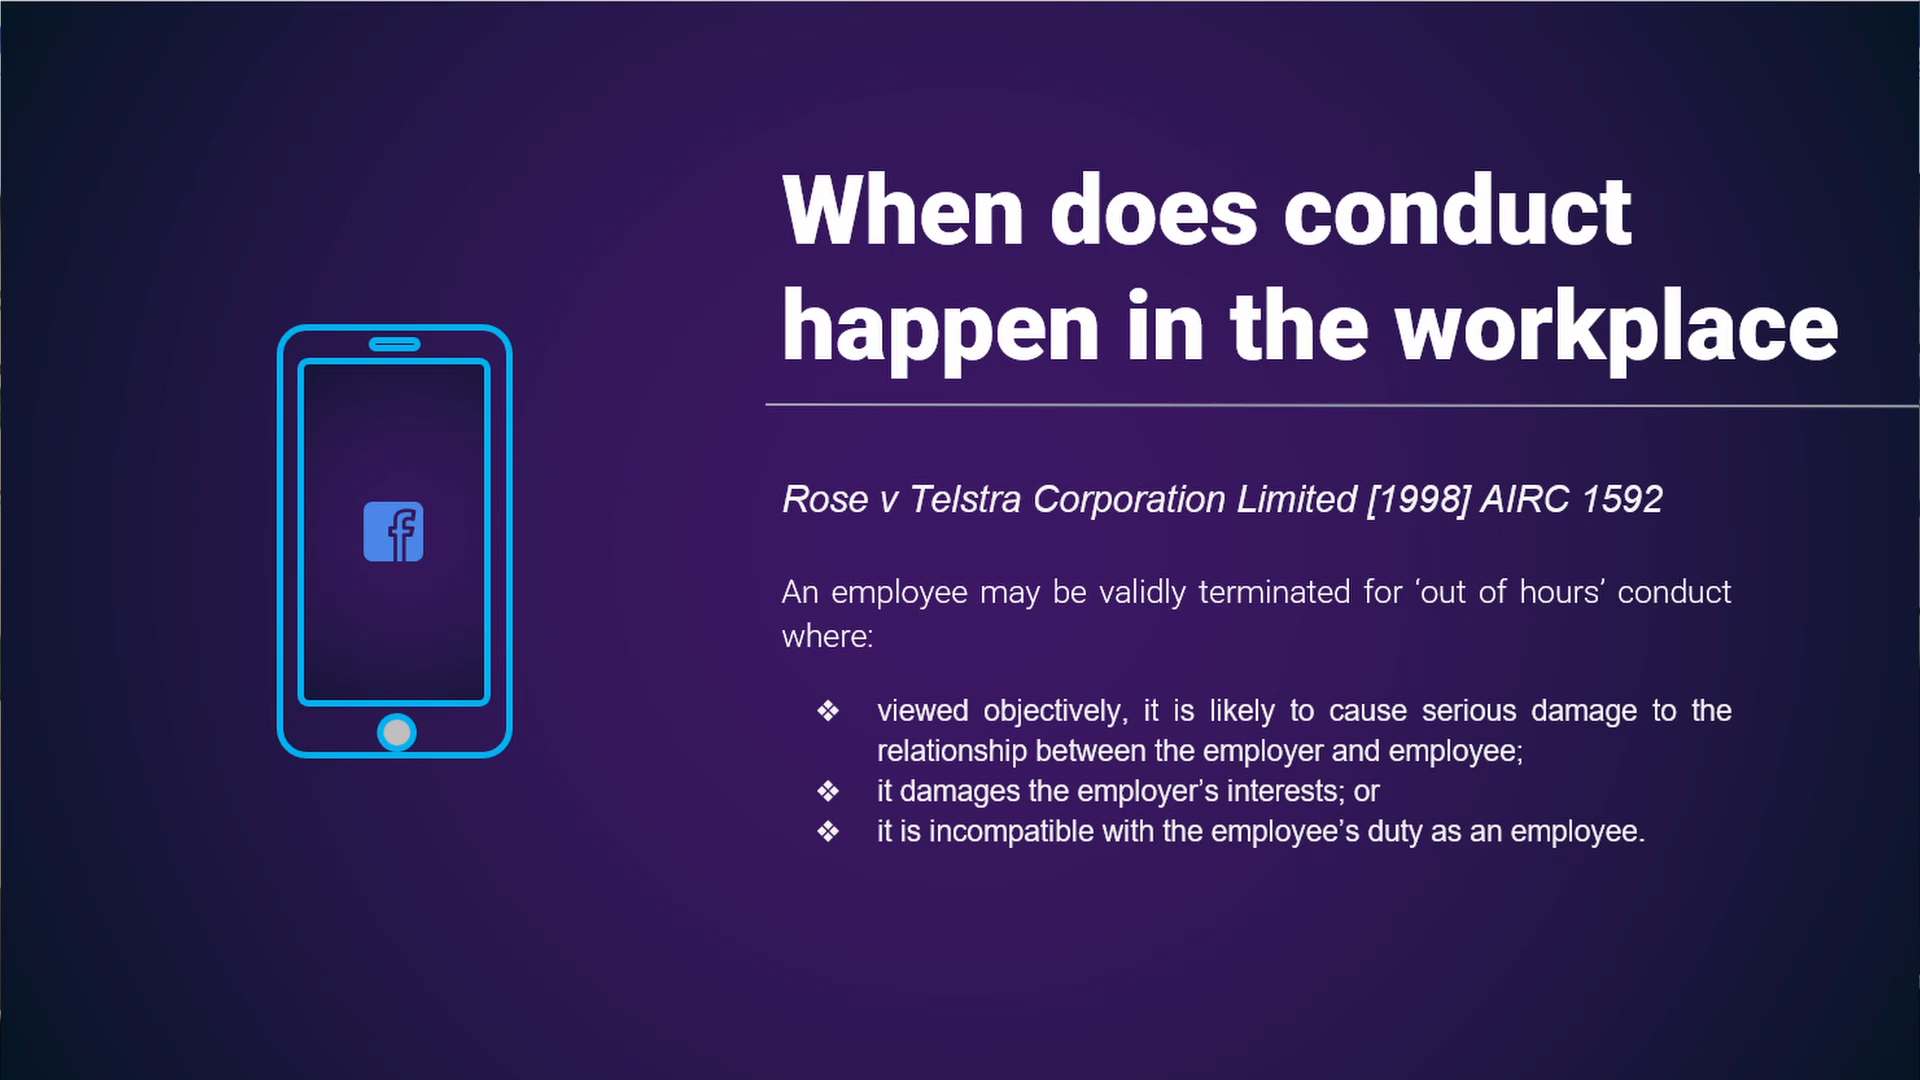 When does conduct
happen in the workplace
Rose v Telstra Corporation Limited [1998] AIRC 1592
An employee may be validly terminated for ‘out of hours’ conduct
where:
❖ viewed objectively, it is likely to cause serious damage to the
relationship between the employer and employee;
❖ it damages the employer’s interests; or
❖ it is incompatible with the employee’s duty as an employee.